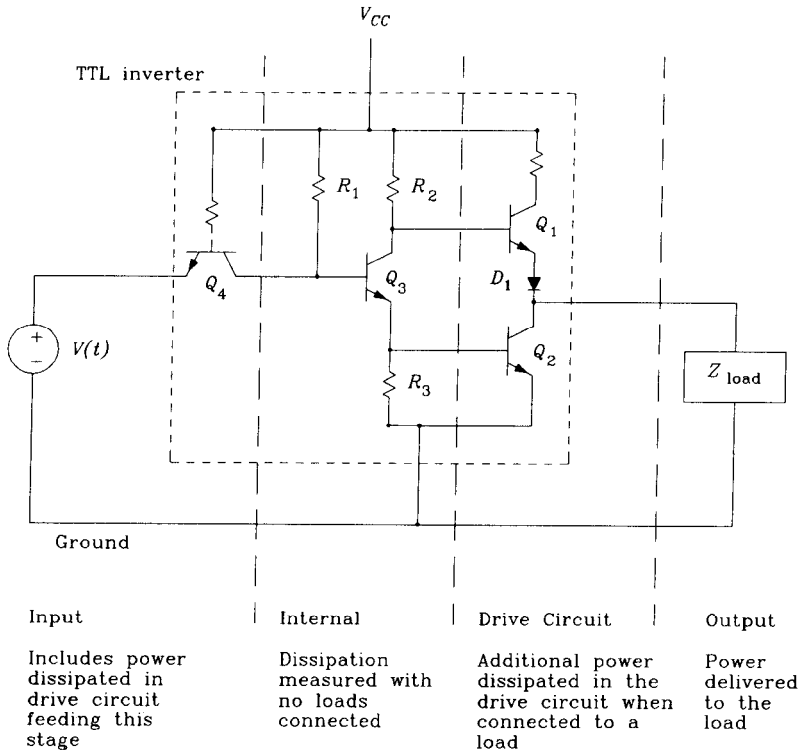 V_CC
TTL inverter
R_1
R_2
Q_1
Q_4
Q_3
D_1
V(t)
+
−
R_3
Q_2
Z_load
Ground
Input
Includes power
dissipated in
drive circuit
feeding this
stage
Internal
Dissipation
measured with
no loads
connected
Drive Circuit
Additional power
dissipated in the
drive circuit when
connected to a
load
Output
Power
delivered
to the
load